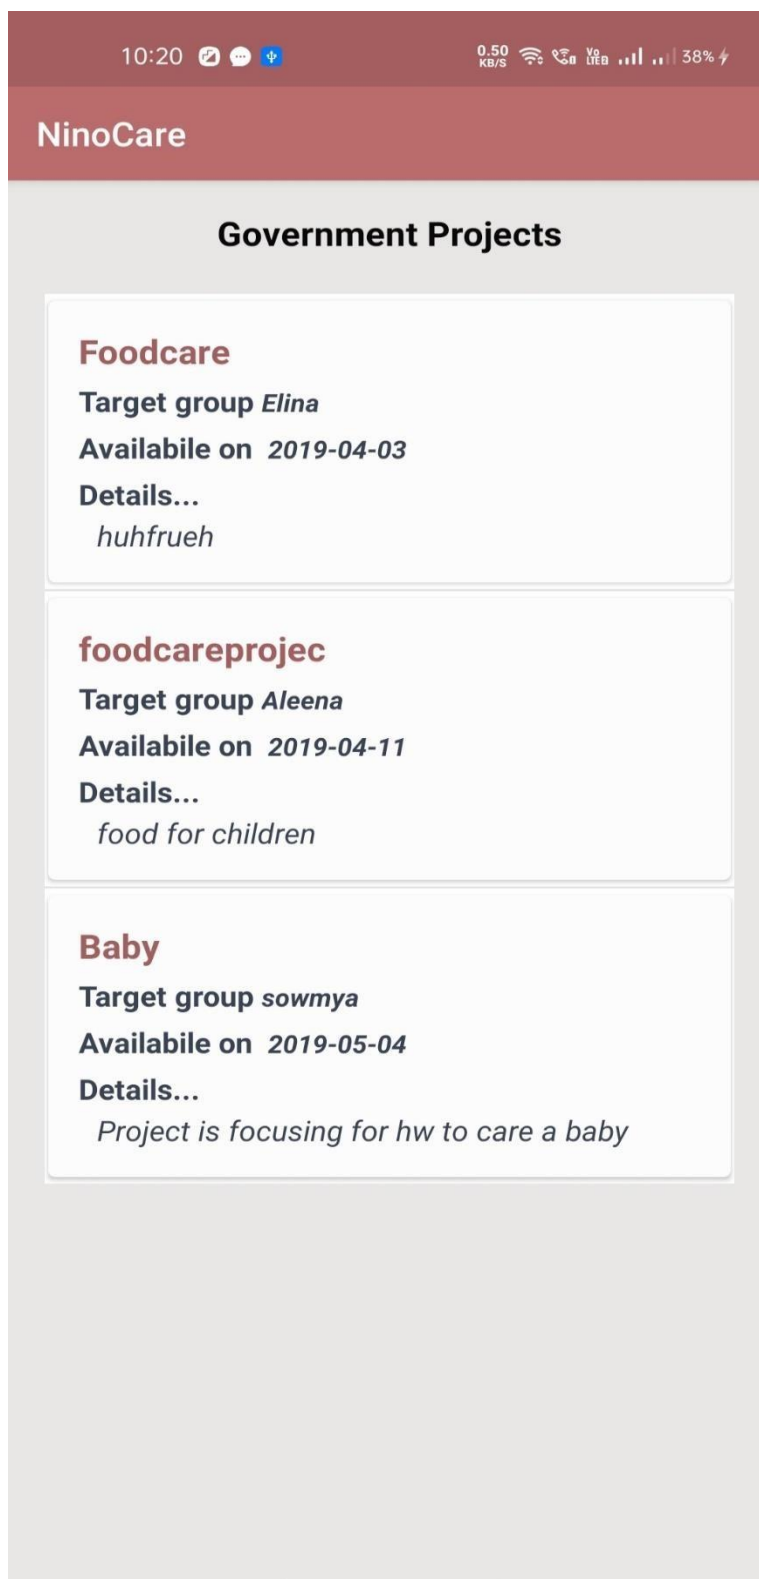 10:20 0.50 KB/S Vo LTE 38%
NinoCare
Government Projects
Foodcare
Target group Elina
Availabile on 2019-04-03
Details...
huhfrueh
foodcareprojec
Target group Aleena
Availabile on 2019-04-11
Details...
food for children
Baby
Target group sowmya
Availabile on 2019-05-04
Details...
Project is focusing for hw to care a baby